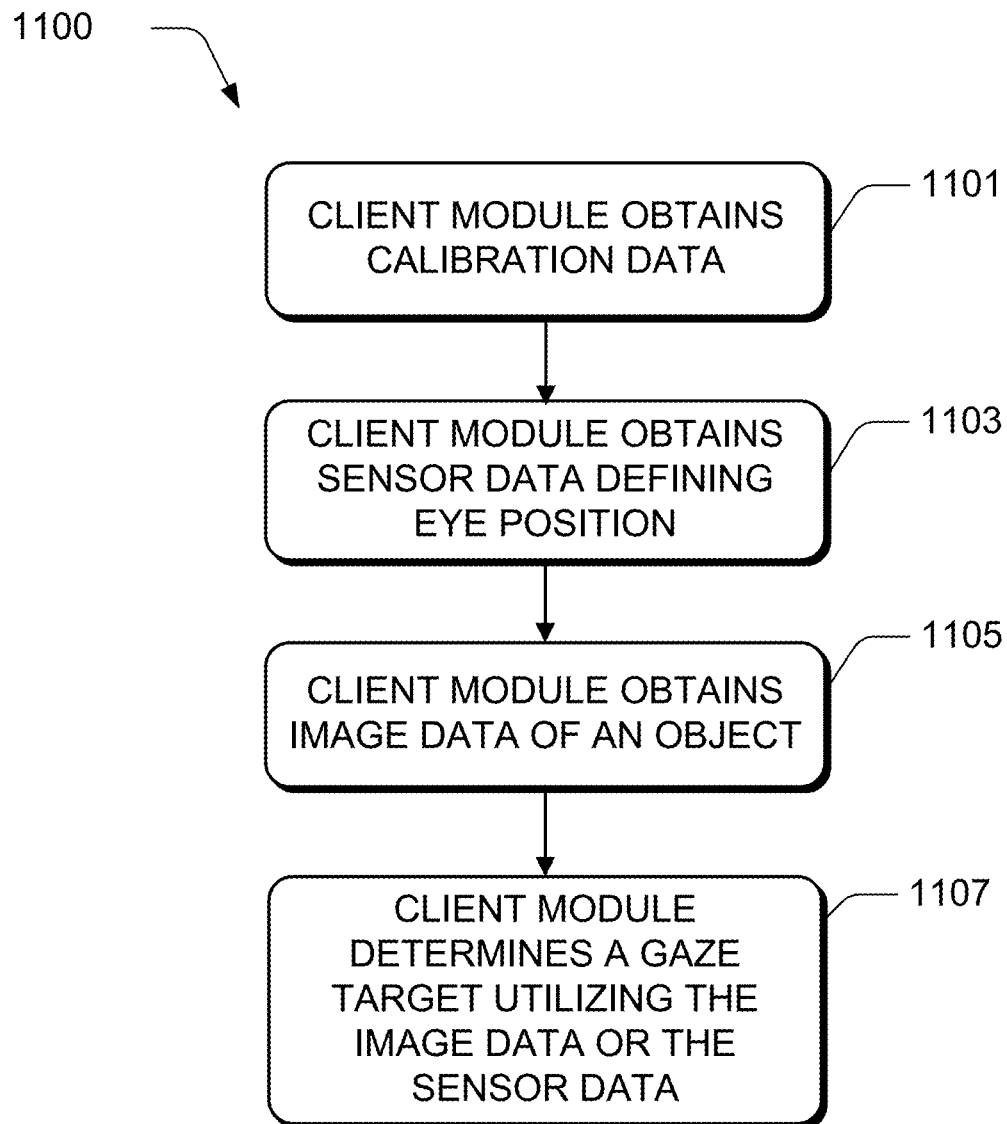 1100
CLIENT MODULE OBTAINS
CALIBRATION DATA
1101
CLIENT MODULE OBTAINS
SENSOR DATA DEFINING
EYE POSITION
1103
CLIENT MODULE OBTAINS
IMAGE DATA OF AN OBJECT
1105
CLIENT MODULE
DETERMINES A GAZE
TARGET UTILIZING THE
IMAGE DATA OR THE
SENSOR DATA
1107